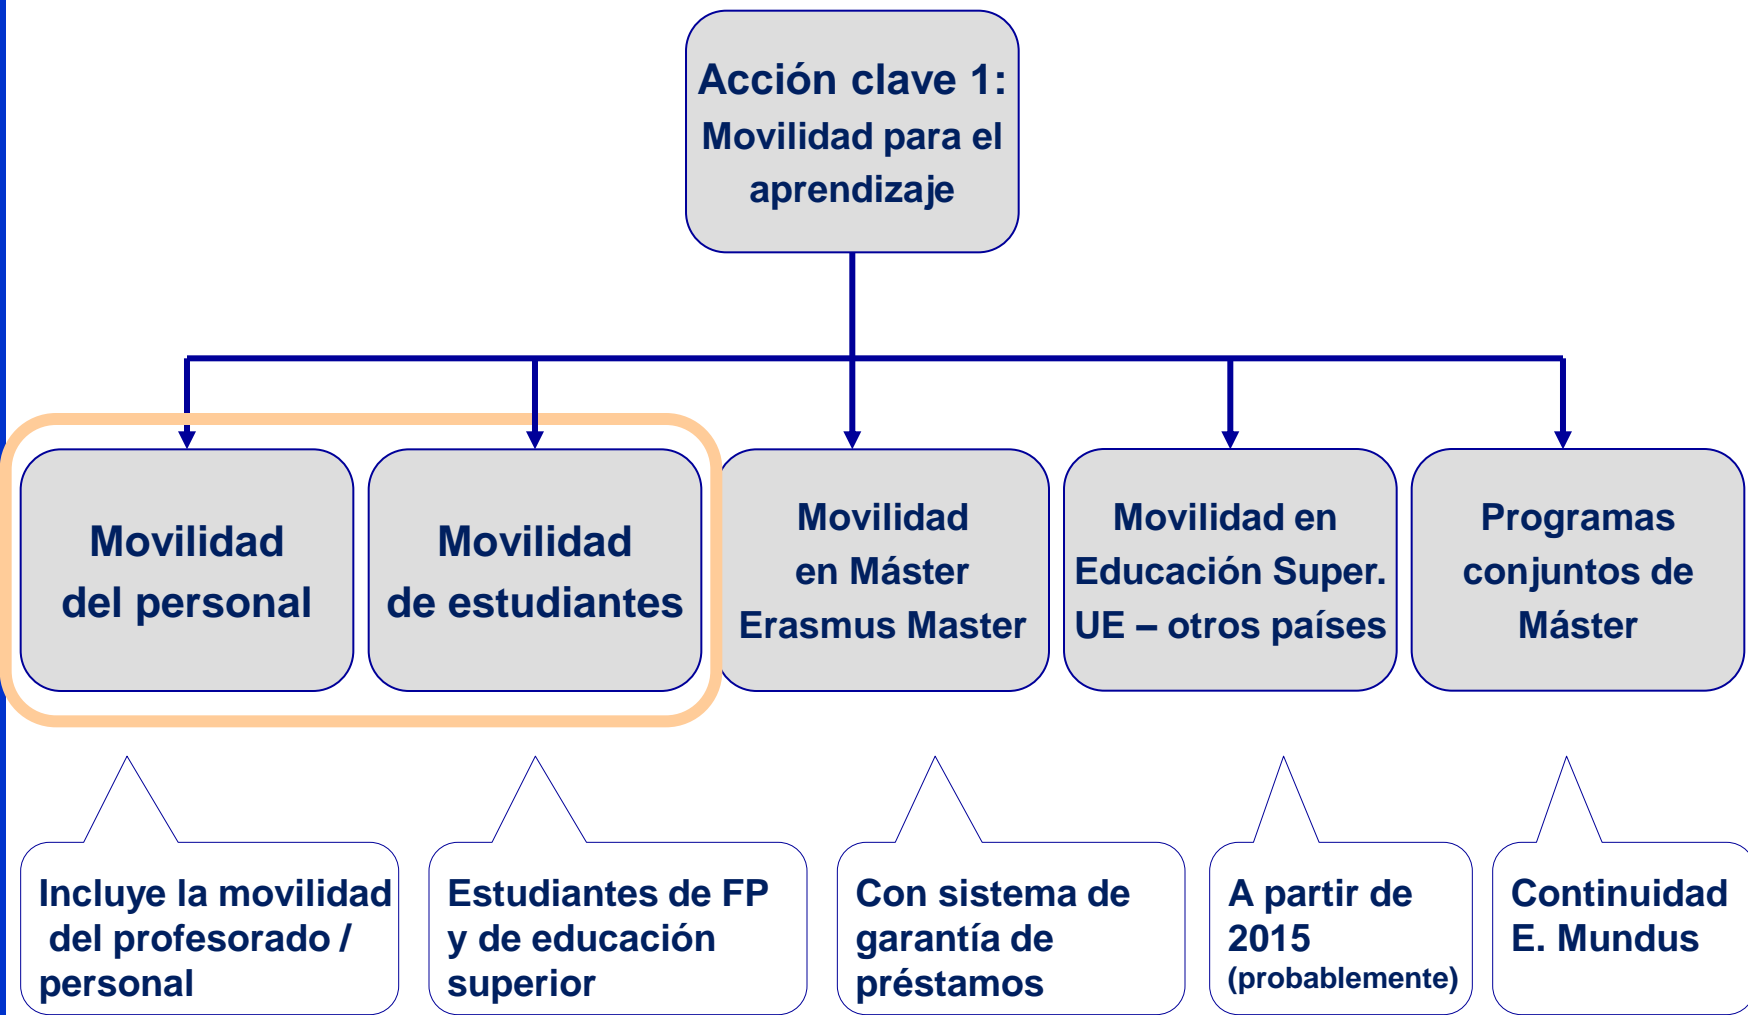 Acción clave 1:
Movilidad para el
aprendizaje
Movilidad
del personal
Movilidad
de estudiantes
Movilidad
en Máster
Erasmus Master
Movilidad en
Educación Super.
UE – otros países
Programas
conjuntos de
Máster
Incluye la movilidad
del profesorado /
personal
Estudiantes de FP
y de educación
superior
Con sistema de
garantía de
préstamos
A partir de
2015
(probablemente)
Continuidad
E. Mundus